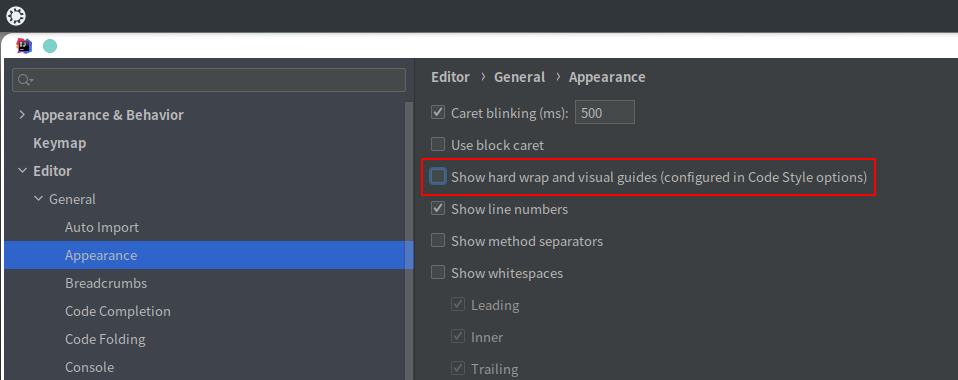 Editor › General › Appearance
Appearance & Behavior
Keymap
Editor
General
Auto Import
Appearance
Breadcrumbs
Code Completion
Code Folding
Console
Caret blinking (ms): 500
Use block caret
Show hard wrap and visual guides (configured in Code Style options)
Show line numbers
Show method separators
Show whitespaces
Leading
Inner
Trailing